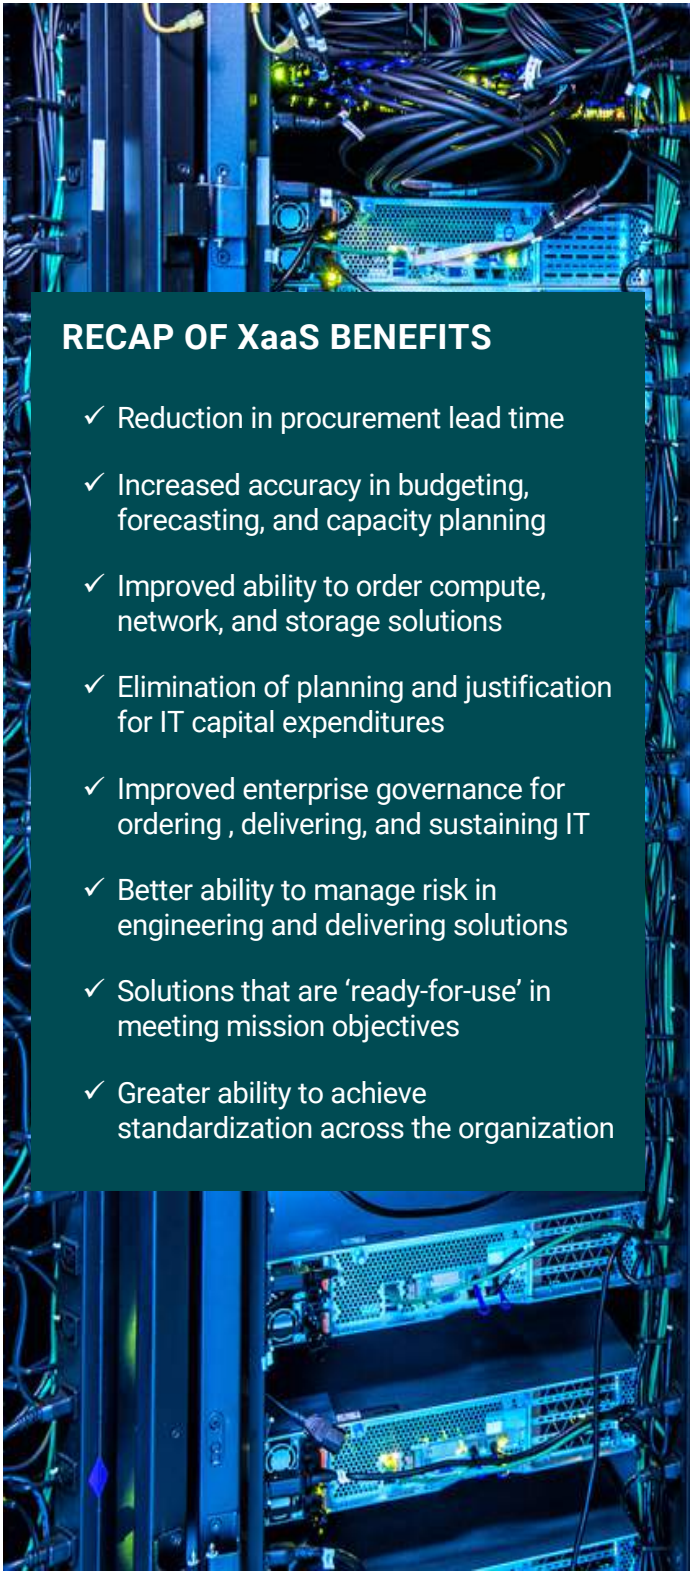 RECAP OF XaaS BENEFITS
✓ Reduction in procurement lead time
✓ Increased accuracy in budgeting,
forecasting, and capacity planning
✓ Improved ability to order compute,
network, and storage solutions
✓ Elimination of planning and justification
for IT capital expenditures
✓ Improved enterprise governance for
ordering , delivering, and sustaining IT
✓ Better ability to manage risk in
engineering and delivering solutions
✓ Solutions that are ‘ready-for-use’ in
meeting mission objectives
✓ Greater ability to achieve
standardization across the organization